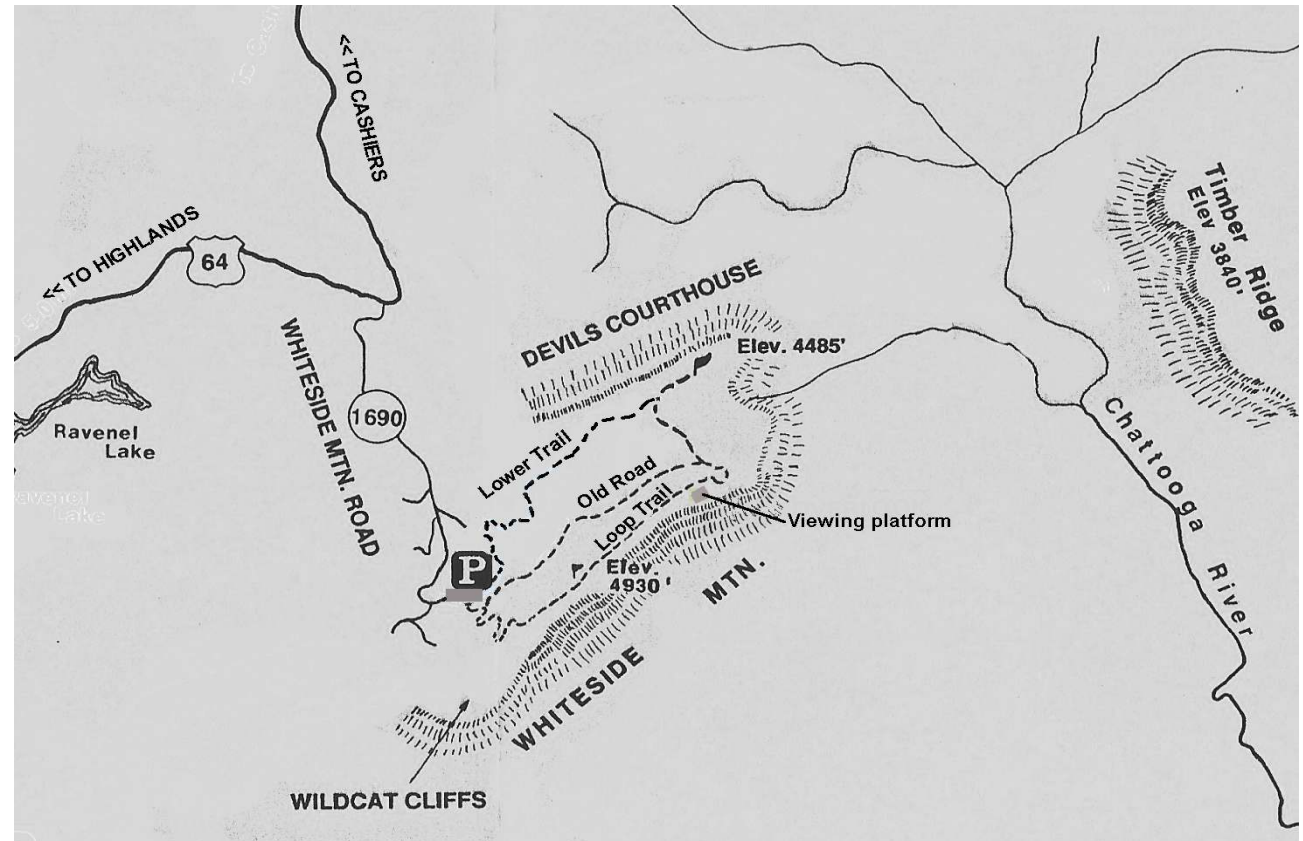 << TO CASHIERS
<< TO HIGHLANDS
64
Timber Ridge
Elev 3840'
DEVILS COURTHOUSE
Elev. 4485'
WHITESIDE MTN. ROAD
1690
Ravenel
Lake
Lower Trail
Old Road
Loop Trail
Chattooga River
Viewing platform
P
Elev.
4930'
WHITESIDE MTN.
WILDCAT CLIFFS